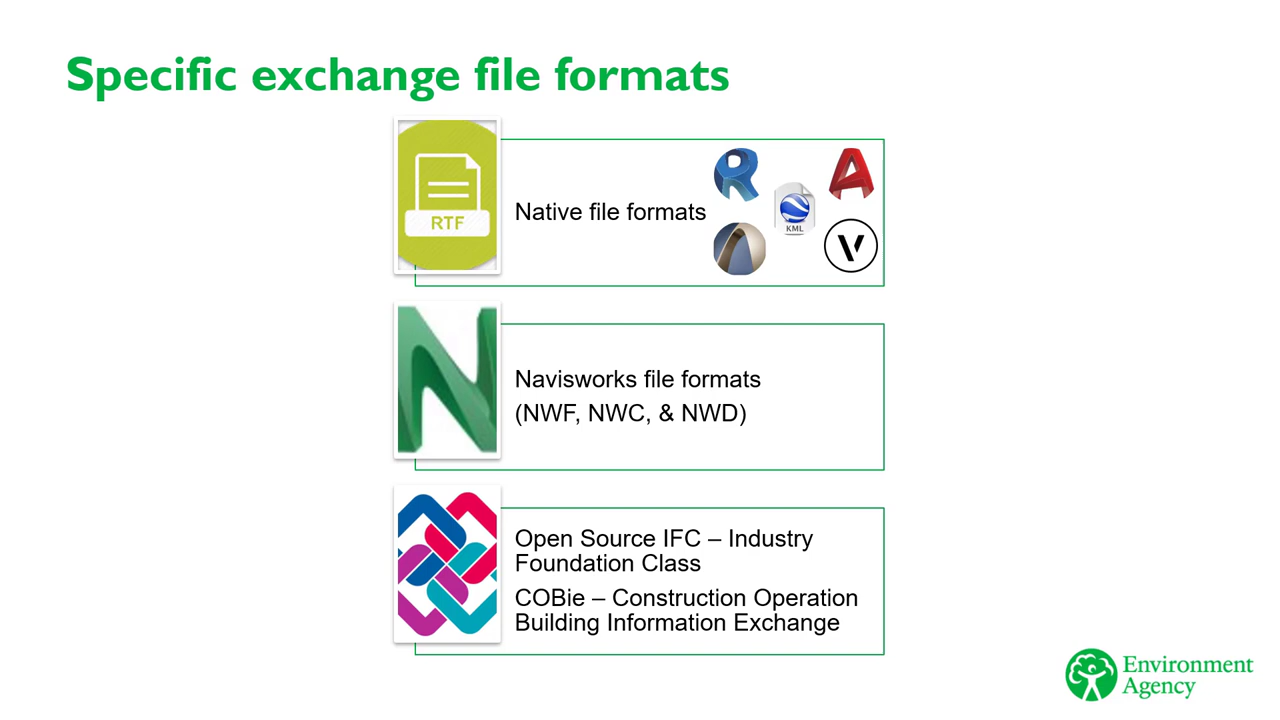 Specific exchange file formats
RTF
Native file formats
KML
Navisworks file formats
(NWF, NWC, & NWD)
Open Source IFC – Industry
Foundation Class
COBie – Construction Operation
Building Information Exchange
Environment
Agency